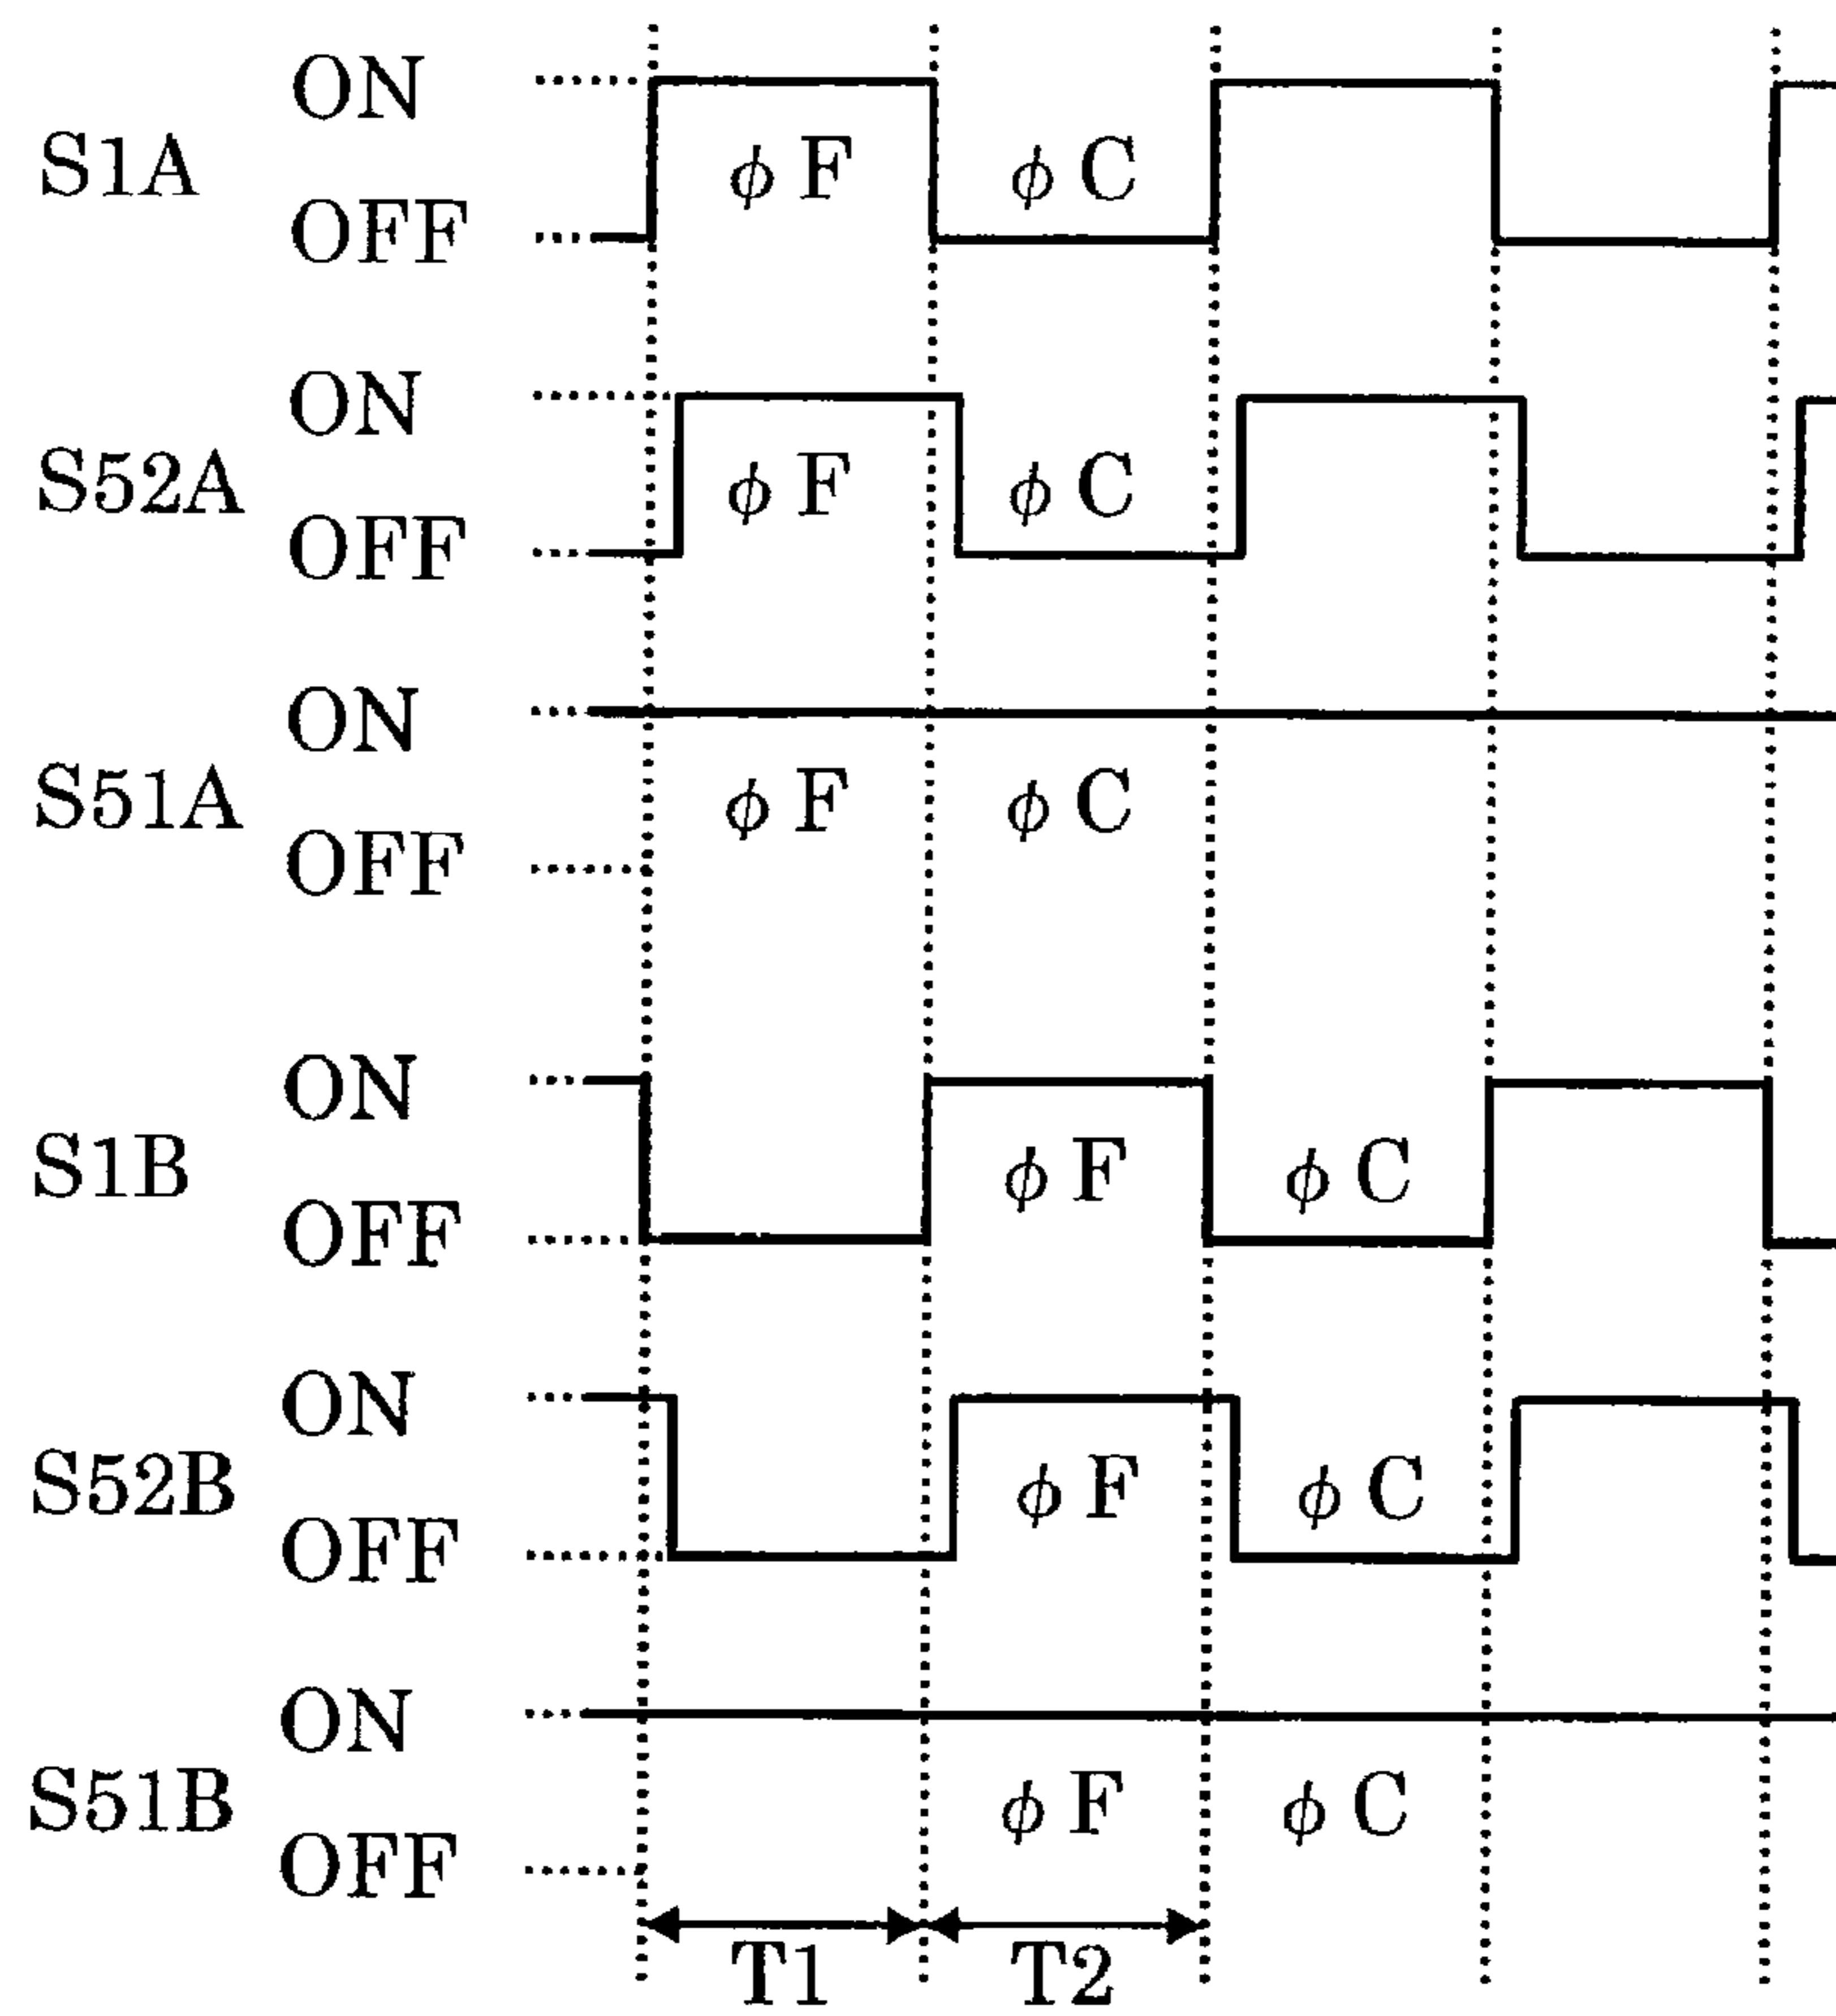 ON
S1A φF φC
OFF
ON
S52A φF φC
OFF
ON
S51A φF φC
OFF
ON
S1B φF φC
OFF
ON
S52B φF φC
OFF
ON
S51B φF φC
OFF
T1 T2